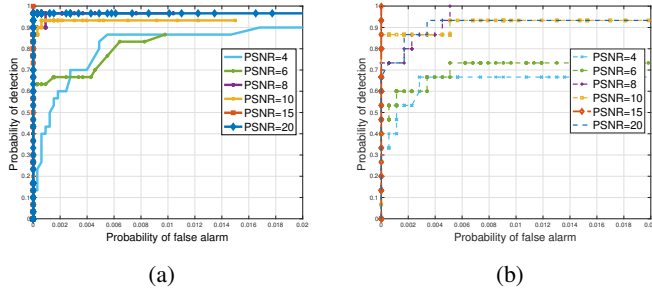 Probability of detection
1
0.9
0.8
0.7
0.6
0.5
0.4
0.3
0.2
0.1
0
0 0.002 0.004 0.006 0.008 0.01 0.012 0.014 0.016 0.018 0.02
Probability of false alarm
PSNR=4
PSNR=6
PSNR=8
PSNR=10
PSNR=15
PSNR=20
(a)
Probability of detection
1
0.9
0.8
0.7
0.6
0.5
0.4
0.3
0.2
0.1
0
0 0.002 0.004 0.006 0.008 0.01 0.012 0.014 0.016 0.018 0.02
Probability of false alarm
PSNR=4
PSNR=6
PSNR=8
PSNR=10
PSNR=15
PSNR=20
(b)